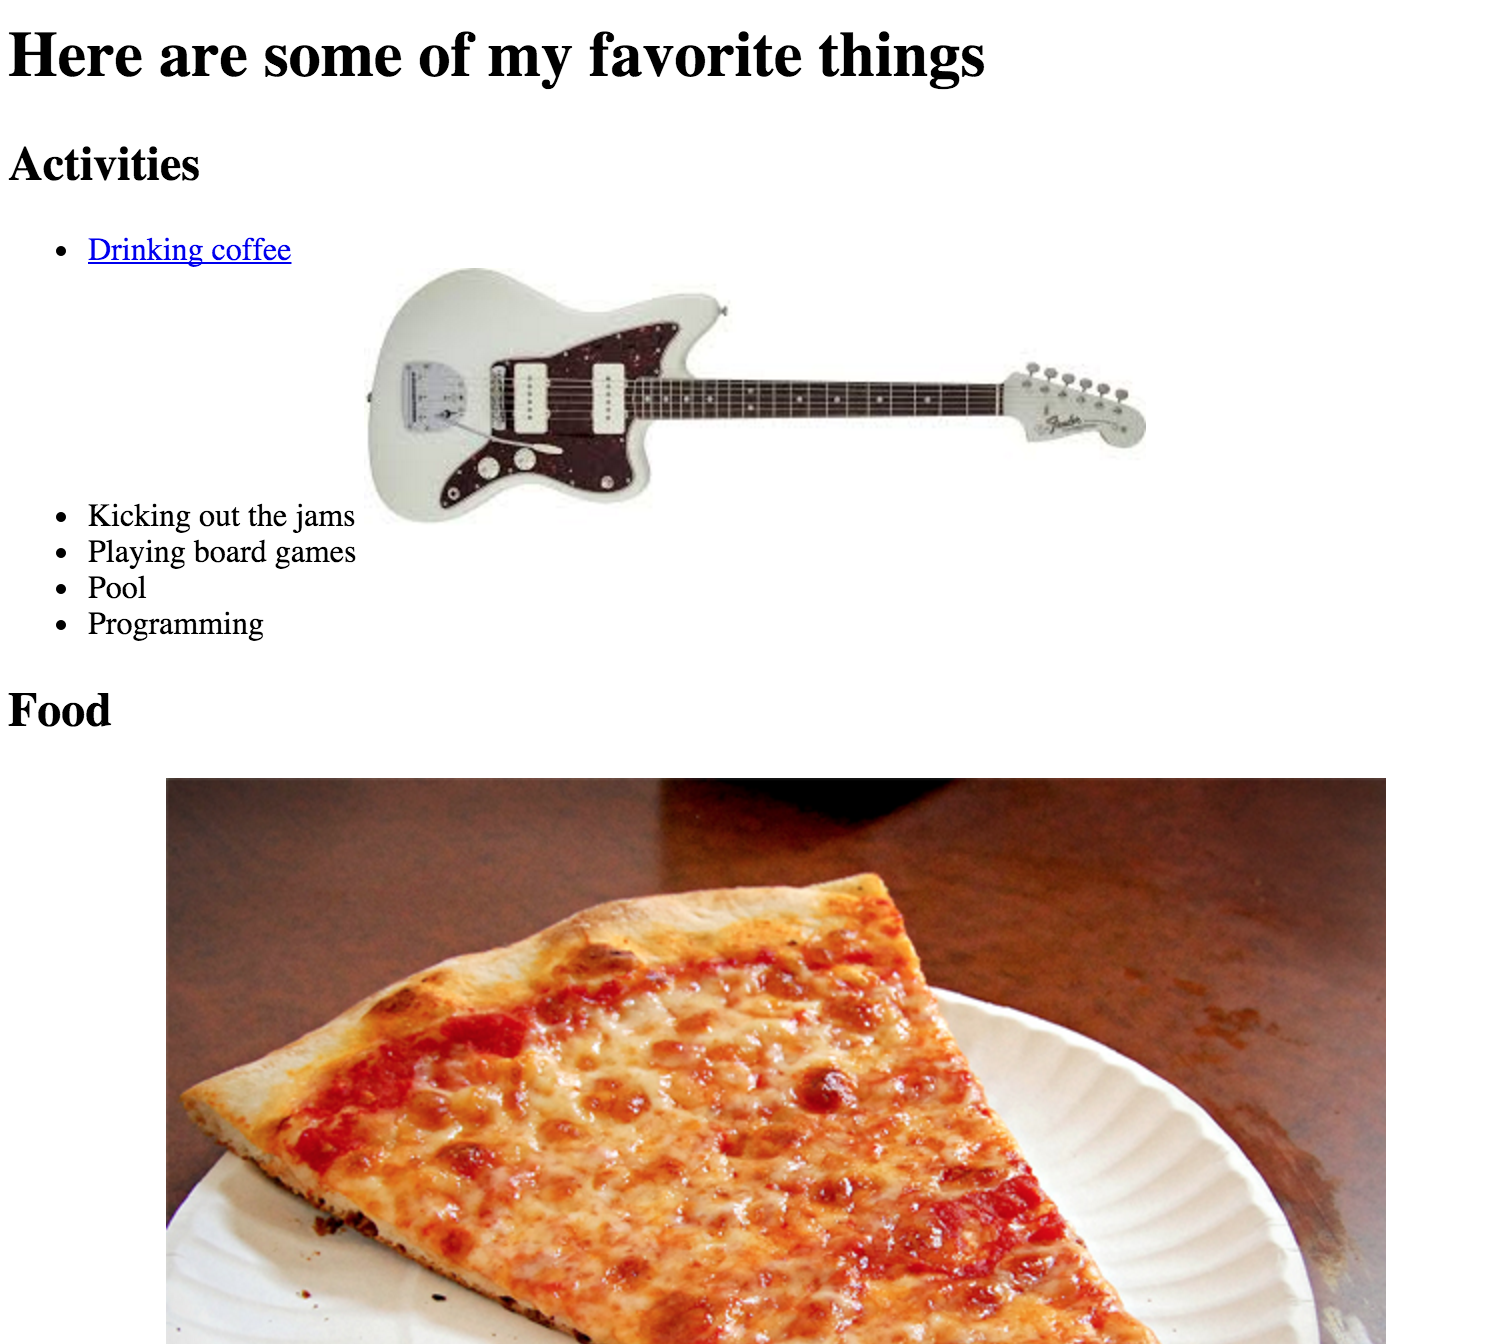 Here are some of my favorite things
Activities
Drinking coffee
Fender
Kicking out the jams
Playing board games
Pool
Programming
Food